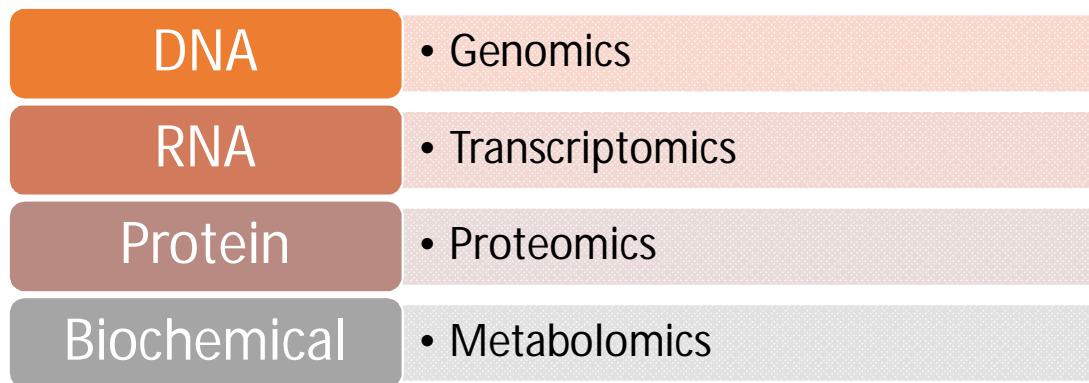 DNA • Genomics
RNA • Transcriptomics
Protein • Proteomics
Biochemical • Metabolomics